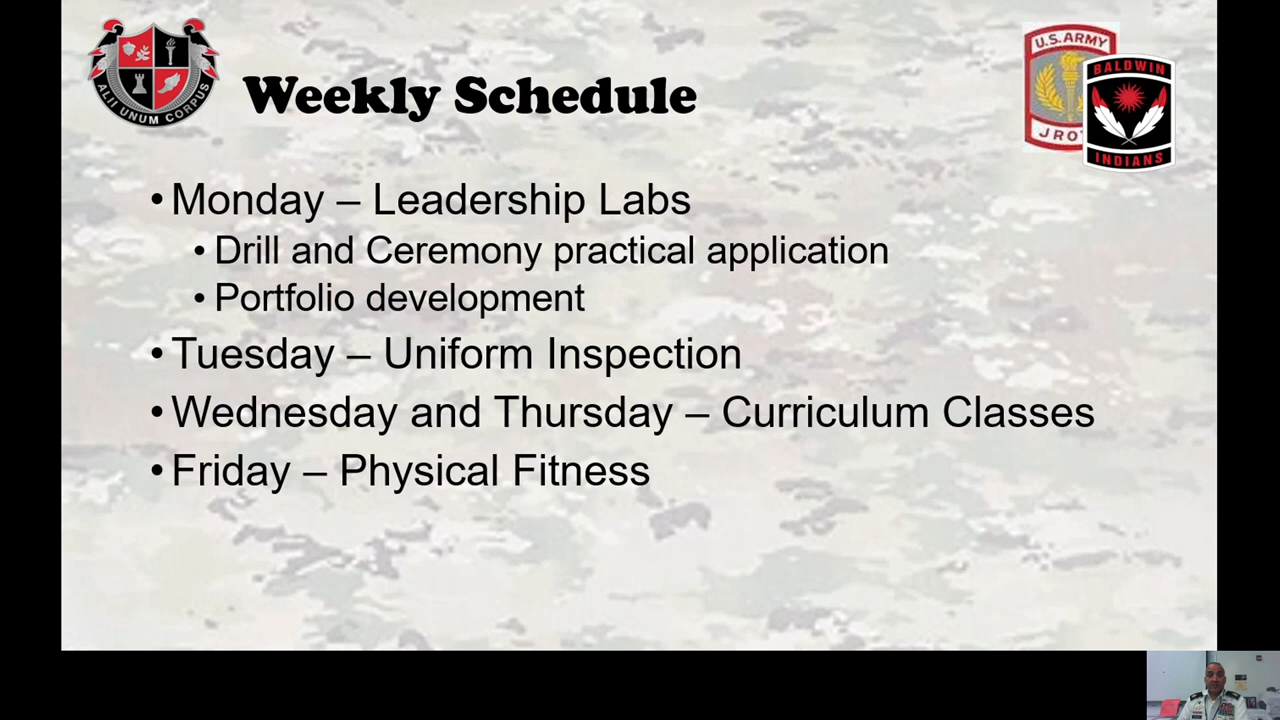 ALII UNUM CORPUS
Weekly Schedule
U.S. ARMY
JRO
BALDWIN
INDIANS
• Monday – Leadership Labs
• Drill and Ceremony practical application
• Portfolio development
• Tuesday – Uniform Inspection
• Wednesday and Thursday – Curriculum Classes
• Friday – Physical Fitness